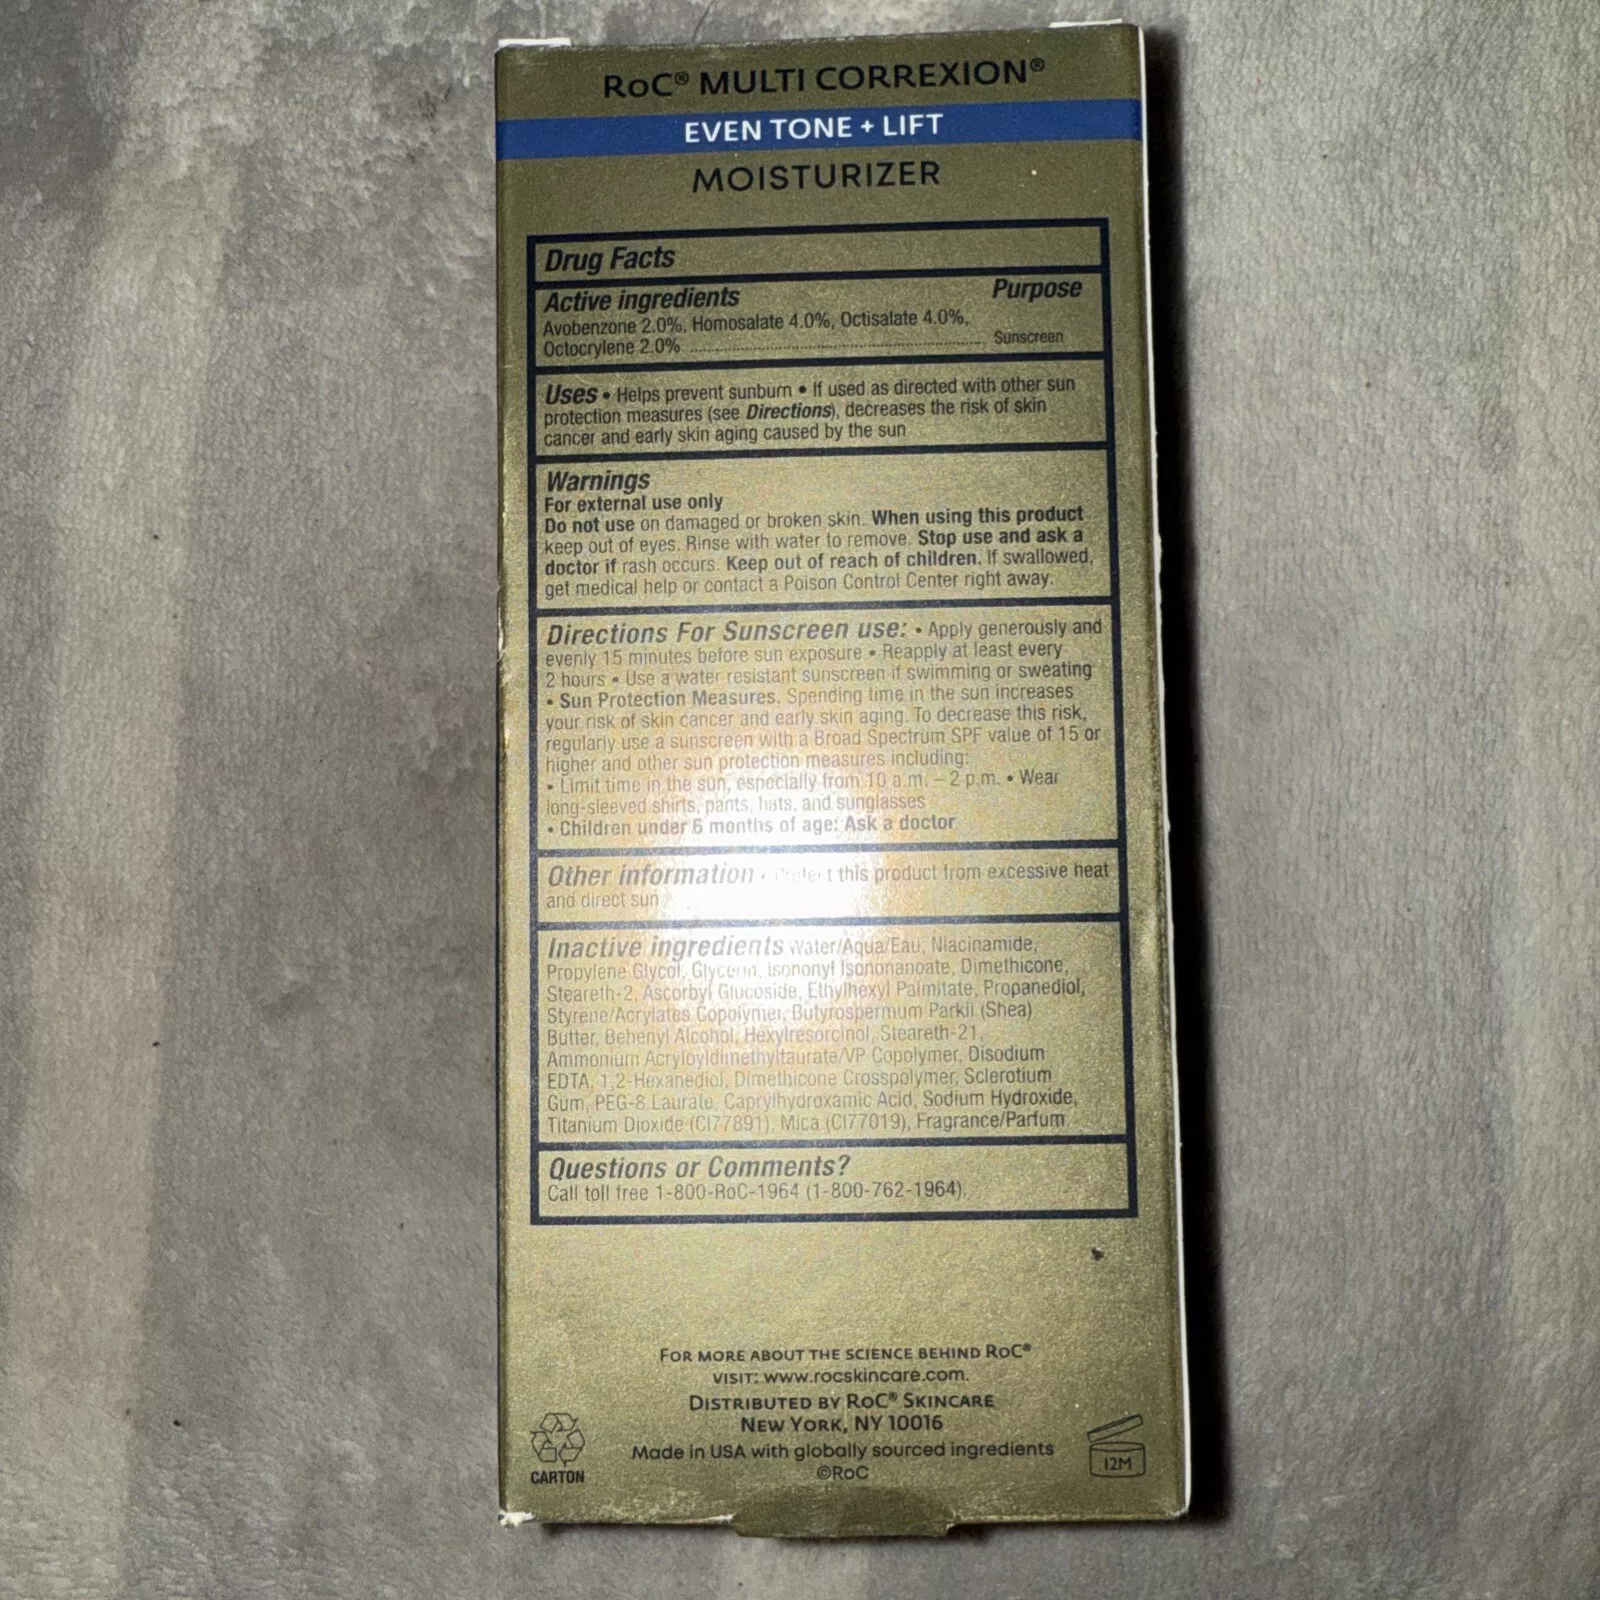 RoC® MULTI CORREXION®
EVEN TONE + LIFT
MOISTURIZER
Drug Facts
Active ingredients Purpose
Avobenzone 2.0%, Homosalate 4.0%, Octisalate 4.0%,
Octocrylene 2.0% ........................................................ Sunscreen
Uses • Helps prevent sunburn • If used as directed with other sun
protection measures (see Directions), decreases the risk of skin
cancer and early skin aging caused by the sun
Warnings
For external use only
Do not use on damaged or broken skin. When using this product
keep out of eyes. Rinse with water to remove. Stop use and ask a
doctor if rash occurs. Keep out of reach of children. If swallowed,
get medical help or contact a Poison Control Center right away.
Directions For Sunscreen use: • Apply generously and
evenly 15 minutes before sun exposure • Reapply at least every
2 hours • Use a water resistant sunscreen if swimming or sweating
• Sun Protection Measures. Spending time in the sun increases
your risk of skin cancer and early skin aging. To decrease this risk,
regularly use a sunscreen with a Broad Spectrum SPF value of 15 or
higher and other sun protection measures including:
• Limit time in the sun, especially from 10 a.m. – 2 p.m. • Wear
long-sleeved shirts, pants, hats, and sunglasses
• Children under 6 months of age: Ask a doctor
Other information • Protect this product from excessive heat
and direct sun
Inactive ingredients Water/Aqua/Eau, Niacinamide,
Propylene Glycol, Glycerin, Isononyl Isononanoate, Dimethicone,
Steareth-2, Ascorbyl Glucoside, Ethylhexyl Palmitate, Propanediol,
Styrene/Acrylates Copolymer, Butyrospermum Parkii (Shea)
Butter, Behenyl Alcohol, Hexylresorcinol, Steareth-21,
Ammonium Acryloyldimethyltaurate/VP Copolymer, Disodium
EDTA, 1,2-Hexanediol, Dimethicone Crosspolymer, Sclerotium
Gum, PEG-8 Laurate, Caprylhydroxamic Acid, Sodium Hydroxide,
Titanium Dioxide (CI77891), Mica (CI77019), Fragrance/Parfum
Questions or Comments?
Call toll free 1-800-RoC-1964 (1-800-762-1964).
FOR MORE ABOUT THE SCIENCE BEHIND RoC®
VISIT: www.rocskincare.com.
DISTRIBUTED BY RoC® SKINCARE
NEW YORK, NY 10016
Made in USA with globally sourced ingredients
©RoC
CARTON
12M